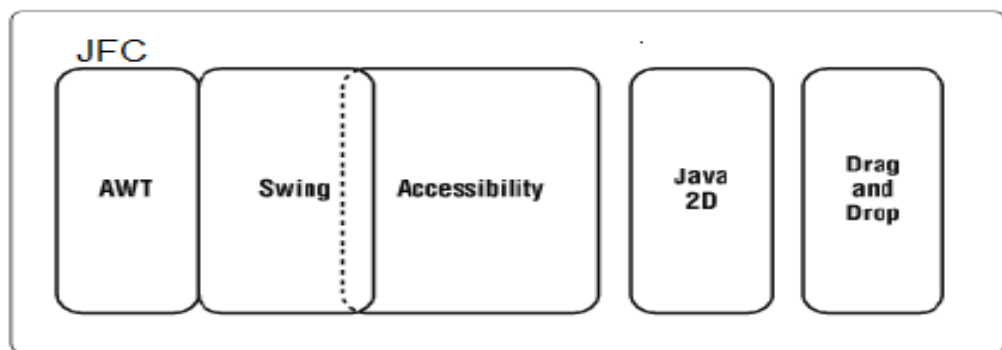 JFC
AWT
Swing
Accessibility
Java
2D
Drag
and
Drop